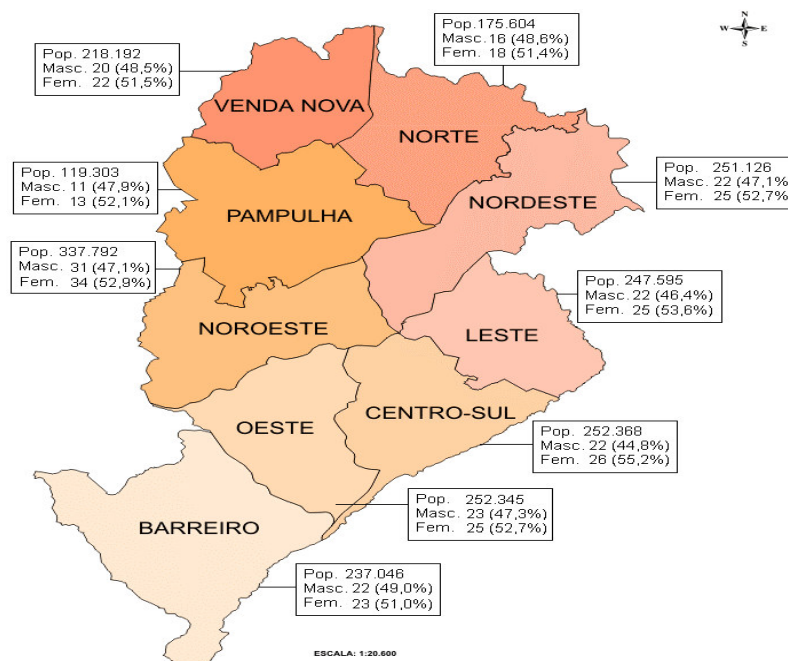 N
W E
S
Pop. 175.604
Masc. 16 (48,6%)
Fem. 18 (51,4%)
Pop. 218.192
Masc. 20 (48,5%)
Fem. 22 (51,5%)
VENDA NOVA
NORTE
Pop. 119.303
Masc. 11 (47,9%)
Fem. 13 (52,1%)
Pop. 251.126
Masc. 22 (47,1%)
Fem. 25 (52,7%)
NORDESTE
PAMPULHA
Pop. 337.792
Masc. 31 (47,1%)
Fem. 34 (52,9%)
Pop. 247.595
Masc. 22 (46,4%)
Fem. 25 (53,6%)
NOROESTE
LESTE
CENTRO-SUL
OESTE
Pop. 252.368
Masc. 22 (44,8%)
Fem. 26 (55,2%)
Pop. 252.345
Masc. 23 (47,3%)
Fem. 25 (52,7%)
BARREIRO
Pop. 237.046
Masc. 22 (49,0%)
Fem. 23 (51,0%)
ESCALA: 1:20.600